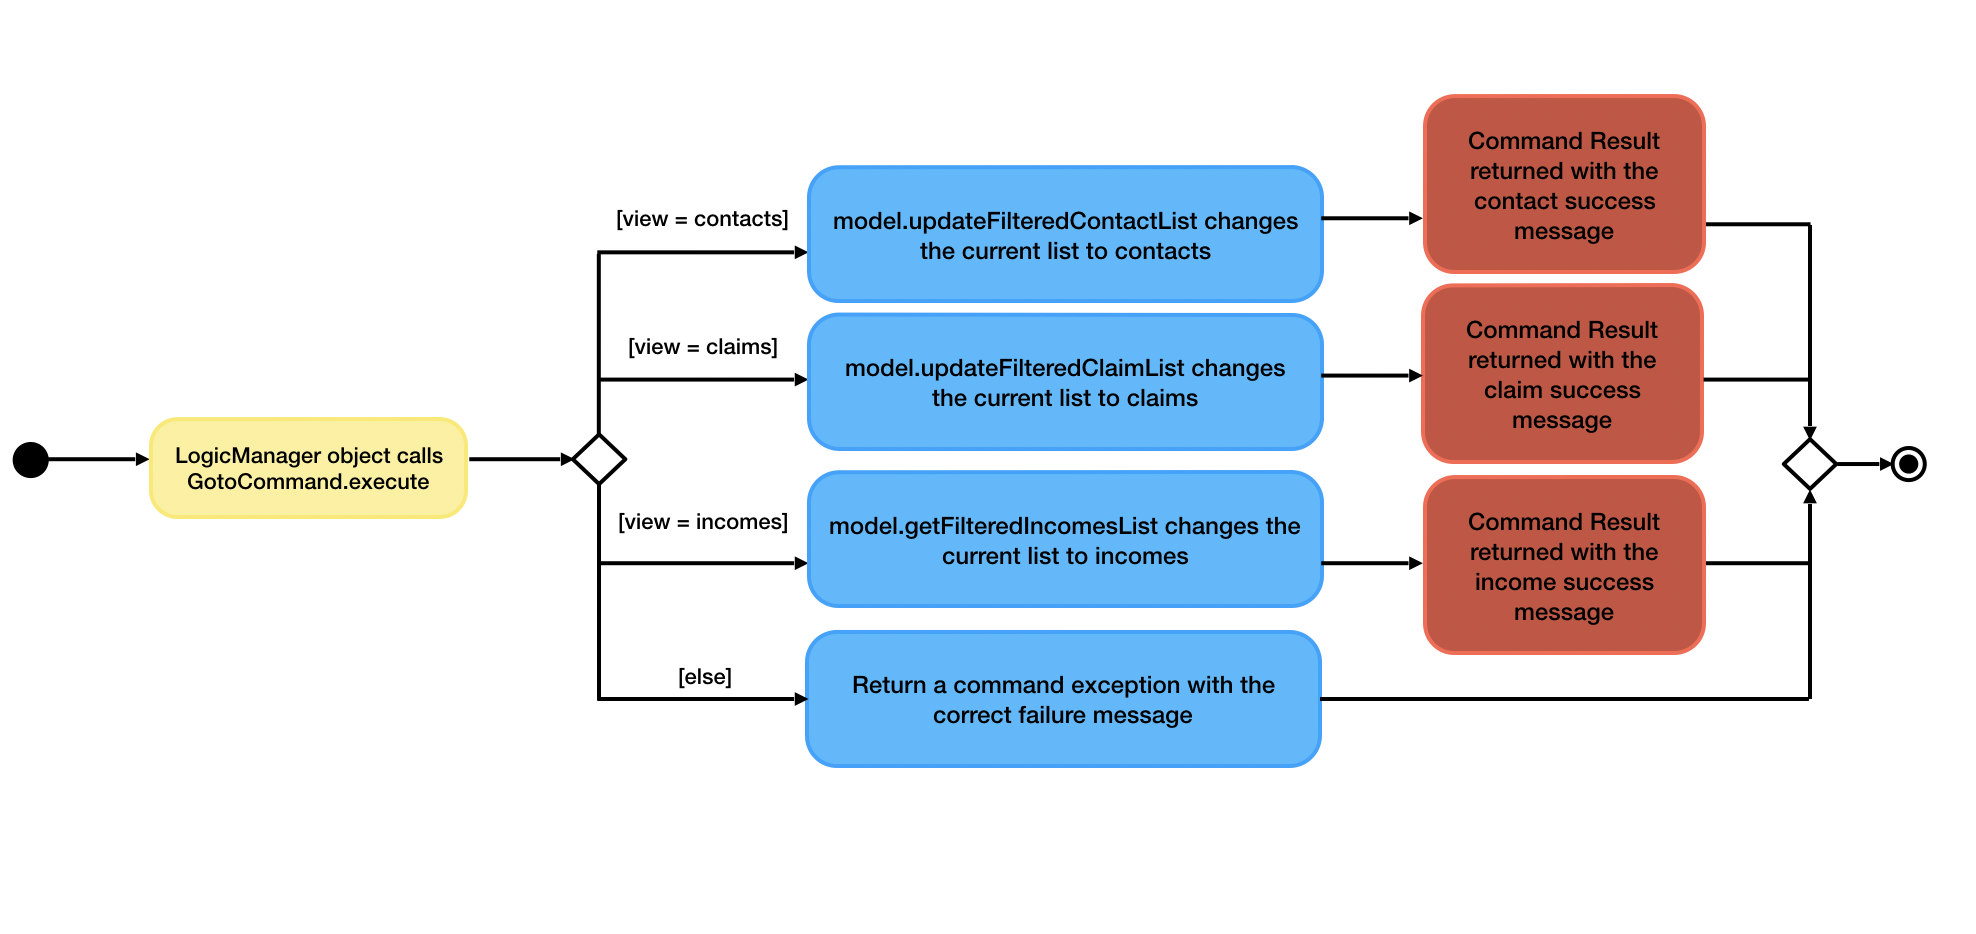 LogicManager object calls
GotoCommand.execute
[view = contacts]
model.updateFilteredContactList changes
the current list to contacts
Command Result
returned with the
contact success
message
[view = claims]
model.updateFilteredClaimList changes
the current list to claims
Command Result
returned with the
claim success
message
[view = incomes]
model.getFilteredIncomesList changes the
current list to incomes
Command Result
returned with the
income success
message
[else]
Return a command exception with the
correct failure message